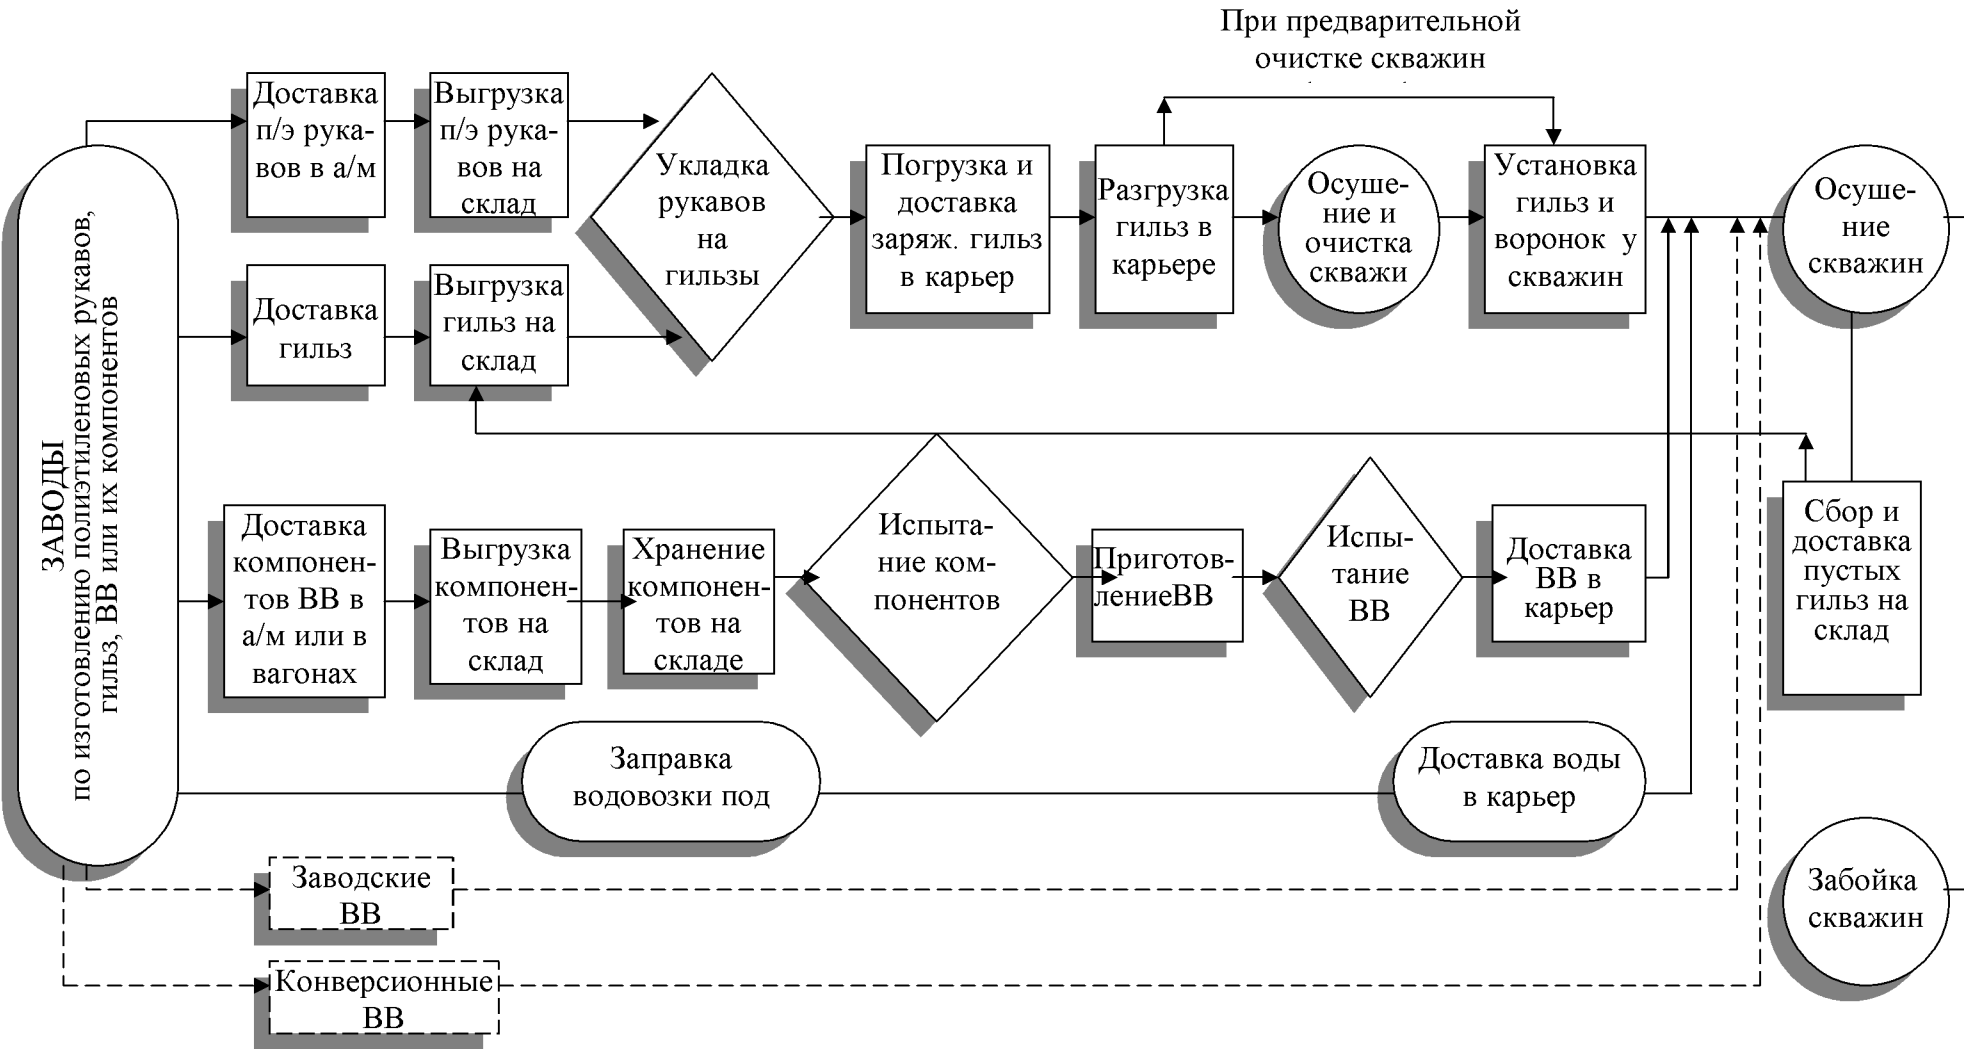 При предварительной
очистке скважин
Доставка
п/э рука-
вов в а/м
Выгрузка
п/э рука-
вов на
склад
Укладка
рукавов
на
гильзы
Погрузка и
доставка
заряж. гильз
в карьер
Разгрузка
гильз в
карьере
Осуше-
ние и
очистка
скважи
Установка
гильз и
воронок у
скважин
Осуше-
ние
скважин
Доставка
гильз
Выгрузка
гильз на
склад
ЗАВОДЫ
по изготовлению полиэтиленовых рукавов,
гильз, ВВ или их компонентов
Доставка
компонен-
тов ВВ в
а/м или в
вагонах
Выгрузка
компонен-
тов на
склад
Хранение
компонен-
тов на
складе
Испыта-
ние ком-
понентов
Приготов-
лениеВВ
Испы-
тание
ВВ
Доставка
ВВ в
карьер
Сбор и
доставка
пустых
гильз на
склад
Заправка
водовозки под
Доставка воды
в карьер
Заводские
ВВ
Забойка
скважин
Конверсионные
ВВ